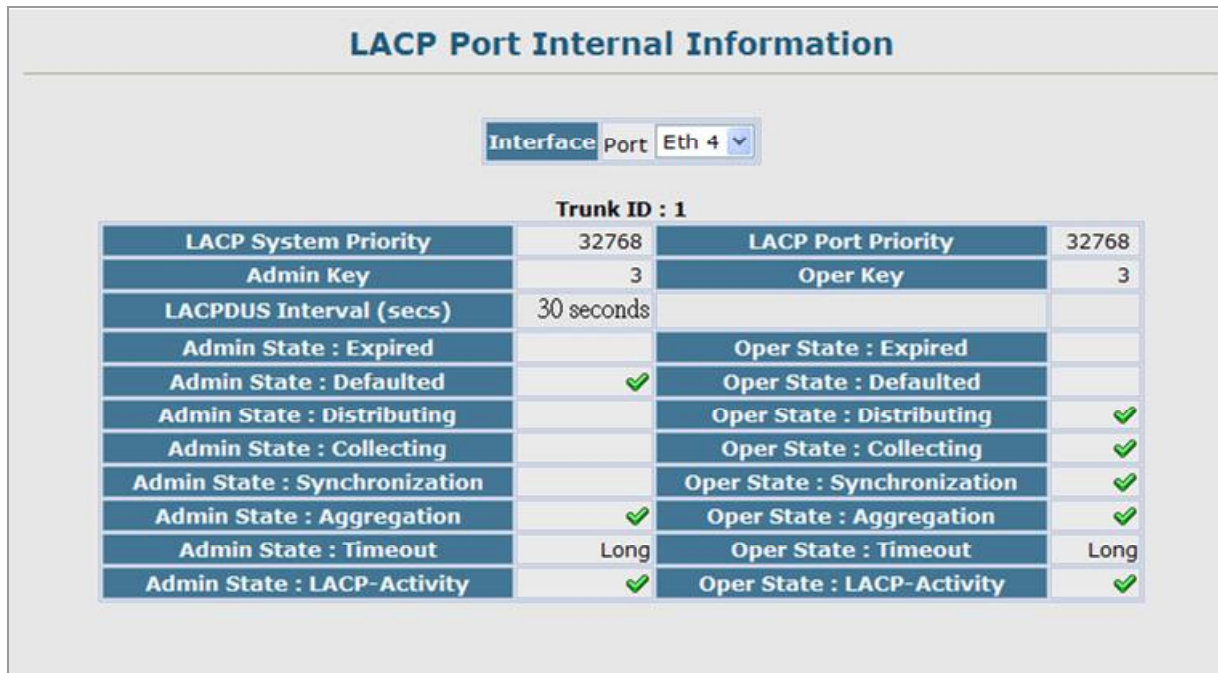 LACP Port Internal Information
Interface Port Eth 4
Trunk ID : 1
LACP System Priority 32768 LACP Port Priority 32768
Admin Key 3 Oper Key 3
LACPDUS Interval (secs) 30 seconds
Admin State : Expired Oper State : Expired
Admin State : Defaulted Oper State : Defaulted
Admin State : Distributing Oper State : Distributing
Admin State : Collecting Oper State : Collecting
Admin State : Synchronization Oper State : Synchronization
Admin State : Aggregation Oper State : Aggregation
Admin State : Timeout Long Oper State : Timeout Long
Admin State : LACP-Activity Oper State : LACP-Activity